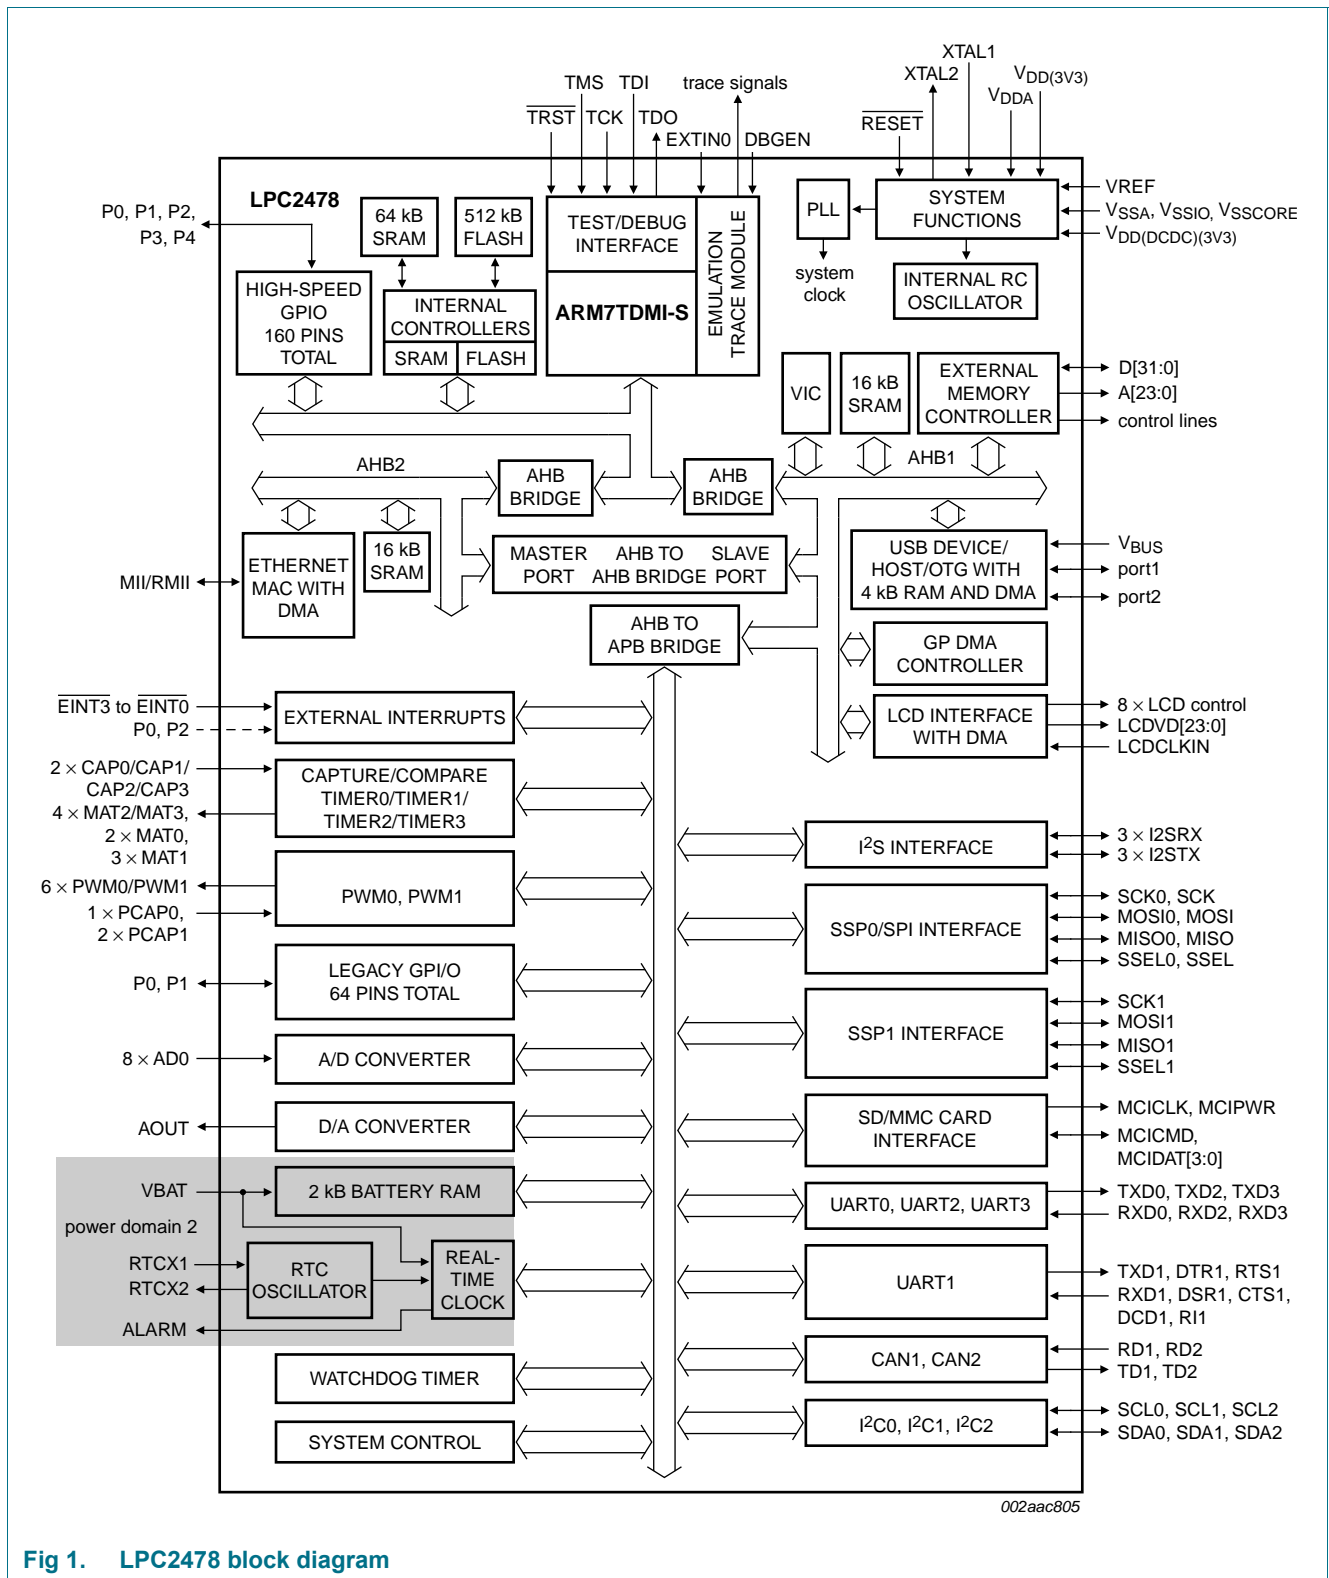 XTAL1
XTAL2
VDD(3V3)
VDDA
RESET
TMS
TDI
trace signals
TRST
TCK
TDO
EXTIN0
DBGEN
LPC2478
P0, P1, P2,
P3, P4
64 kB
SRAM
512 kB
FLASH
TEST/DEBUG
INTERFACE
EMULATION
TRACE MODULE
PLL
SYSTEM
FUNCTIONS
VREF
VSSA, VSSIO, VSSCORE
VDD(DCDC)(3V3)
system
clock
INTERNAL RC
OSCILLATOR
HIGH-SPEED
GPIO
160 PINS
TOTAL
INTERNAL
CONTROLLERS
SRAM
FLASH
ARM7TDMI-S
VIC
16 kB
SRAM
EXTERNAL
MEMORY
CONTROLLER
D[31:0]
A[23:0]
control lines
AHB2
AHB
BRIDGE
AHB
BRIDGE
AHB1
ETHERNET
MAC WITH
DMA
MII/RMII
16 kB
SRAM
MASTER
PORT
AHB TO
AHB BRIDGE
SLAVE
PORT
USB DEVICE/
HOST/OTG WITH
4 kB RAM AND DMA
VBUS
port1
port2
AHB TO
APB BRIDGE
GP DMA
CONTROLLER
LCD INTERFACE
WITH DMA
8 × LCD control
LCDVD[23:0]
LCDCLKIN
EINT3 to EINT0
P0, P2
EXTERNAL INTERRUPTS
2 × CAP0/CAP1/
CAP2/CAP3
4 × MAT2/MAT3,
2 × MAT0,
3 × MAT1
CAPTURE/COMPARE
TIMER0/TIMER1/
TIMER2/TIMER3
I2S INTERFACE
3 × I2SRX
3 × I2STX
6 × PWM0/PWM1
1 × PCAP0,
2 × PCAP1
PWM0, PWM1
SSP0/SPI INTERFACE
SCK0, SCK
MOSI0, MOSI
MISO0, MISO
SSEL0, SSEL
P0, P1
LEGACY GPI/O
64 PINS TOTAL
SSP1 INTERFACE
SCK1
MOSI1
MISO1
SSEL1
8 × AD0
A/D CONVERTER
AOUT
D/A CONVERTER
SD/MMC CARD
INTERFACE
MCICLK, MCIPWR
MCICMD,
MCIDAT[3:0]
VBAT
2 kB BATTERY RAM
power domain 2
UART0, UART2, UART3
TXD0, TXD2, TXD3
RXD0, RXD2, RXD3
RTCX1
RTCX2
RTC
OSCILLATOR
REAL-
TIME
CLOCK
ALARM
UART1
TXD1, DTR1, RTS1
RXD1, DSR1, CTS1,
DCD1, RI1
WATCHDOG TIMER
CAN1, CAN2
RD1, RD2
TD1, TD2
SYSTEM CONTROL
I2C0, I2C1, I2C2
SCL0, SCL1, SCL2
SDA0, SDA1, SDA2
002aac805
Fig 1. LPC2478 block diagram